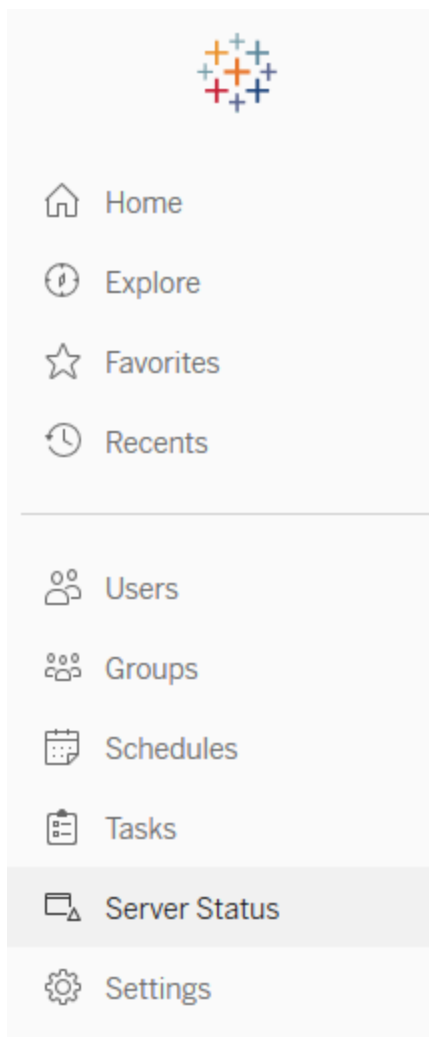 Home
Explore
Favorites
Recents
Users
Groups
Schedules
Tasks
Server Status
Settings